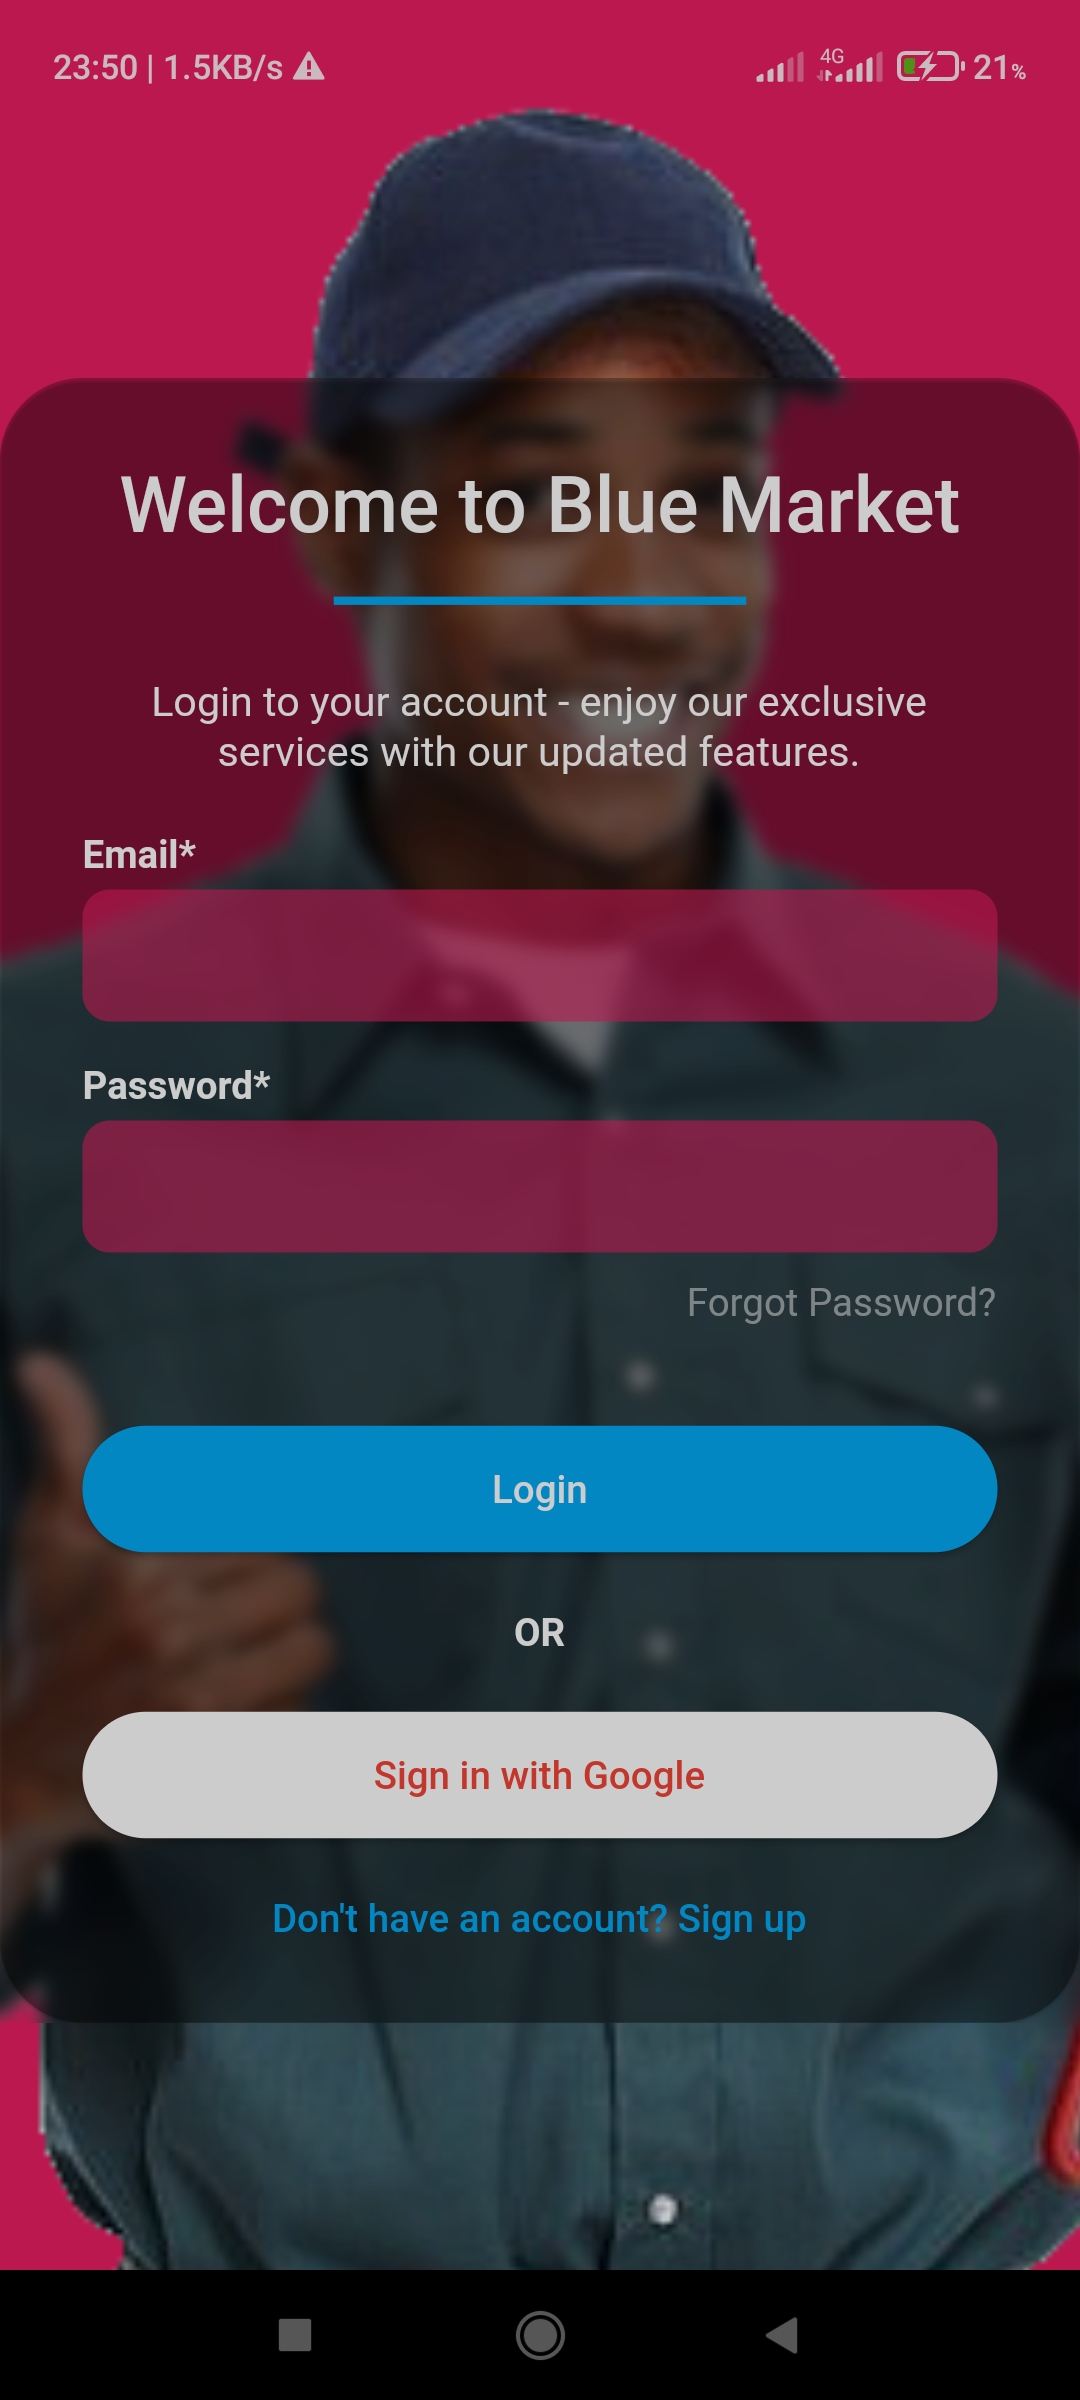 23:50 | 1.5KB/s
4G
21%
Welcome to Blue Market
Login to your account - enjoy our exclusive
services with our updated features.
Email*
Password*
Forgot Password?
Login
OR
Sign in with Google
Don't have an account? Sign up